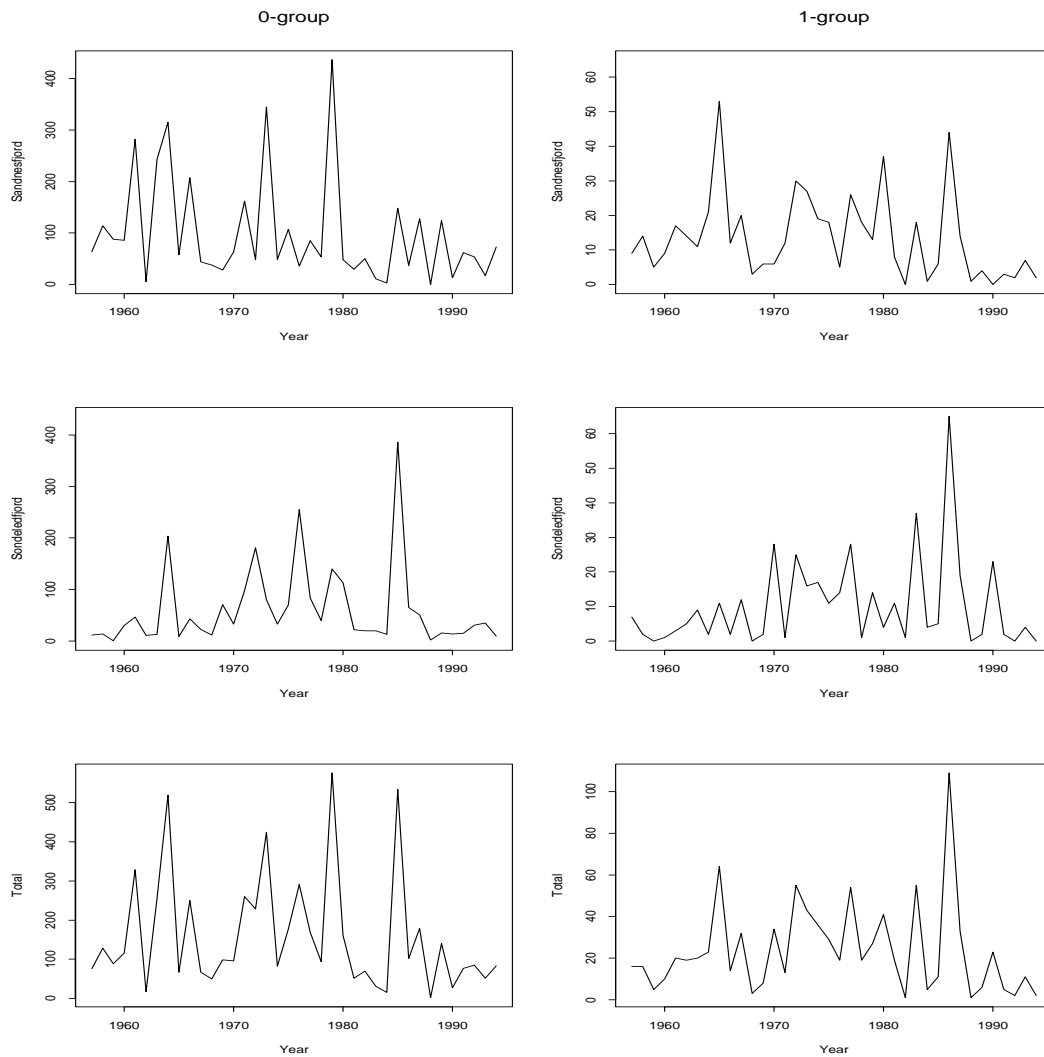 0-group
1-group
Sandnesfjord
0 100 200 300 400
1960 1970 1980 1990
Year
Sandnesfjord
0 10 20 30 40 50 60
1960 1970 1980 1990
Year
Sondeledfjord
0 100 200 300 400
1960 1970 1980 1990
Year
Sondeledfjord
0 10 20 30 40 50 60
1960 1970 1980 1990
Year
Total
0 100 200 300 400 500
1960 1970 1980 1990
Year
Total
0 20 40 60 80 100
1960 1970 1980 1990
Year